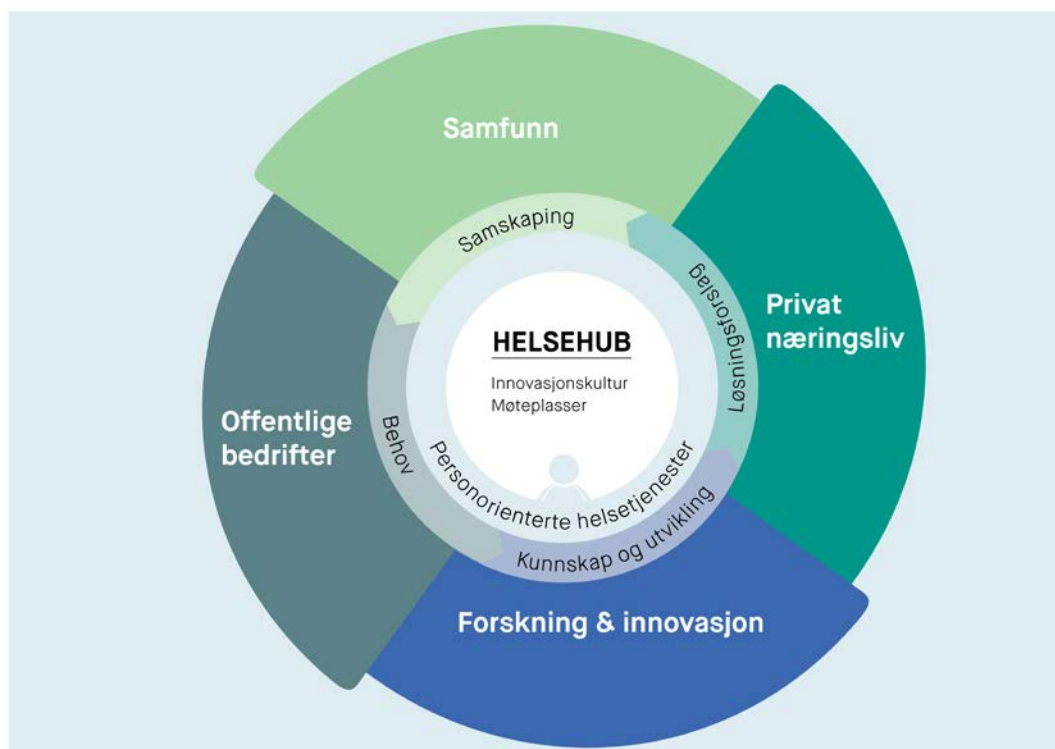 Samfunn
Samskaping
Privat
næringsliv
Løsningsforslag
HELSEHUB
Innovasjonskultur
Møteplasser
Offentlige
bedrifter
Behov
Personorienterte helsetjenester
Kunnskap og utvikling
Forskning & innovasjon